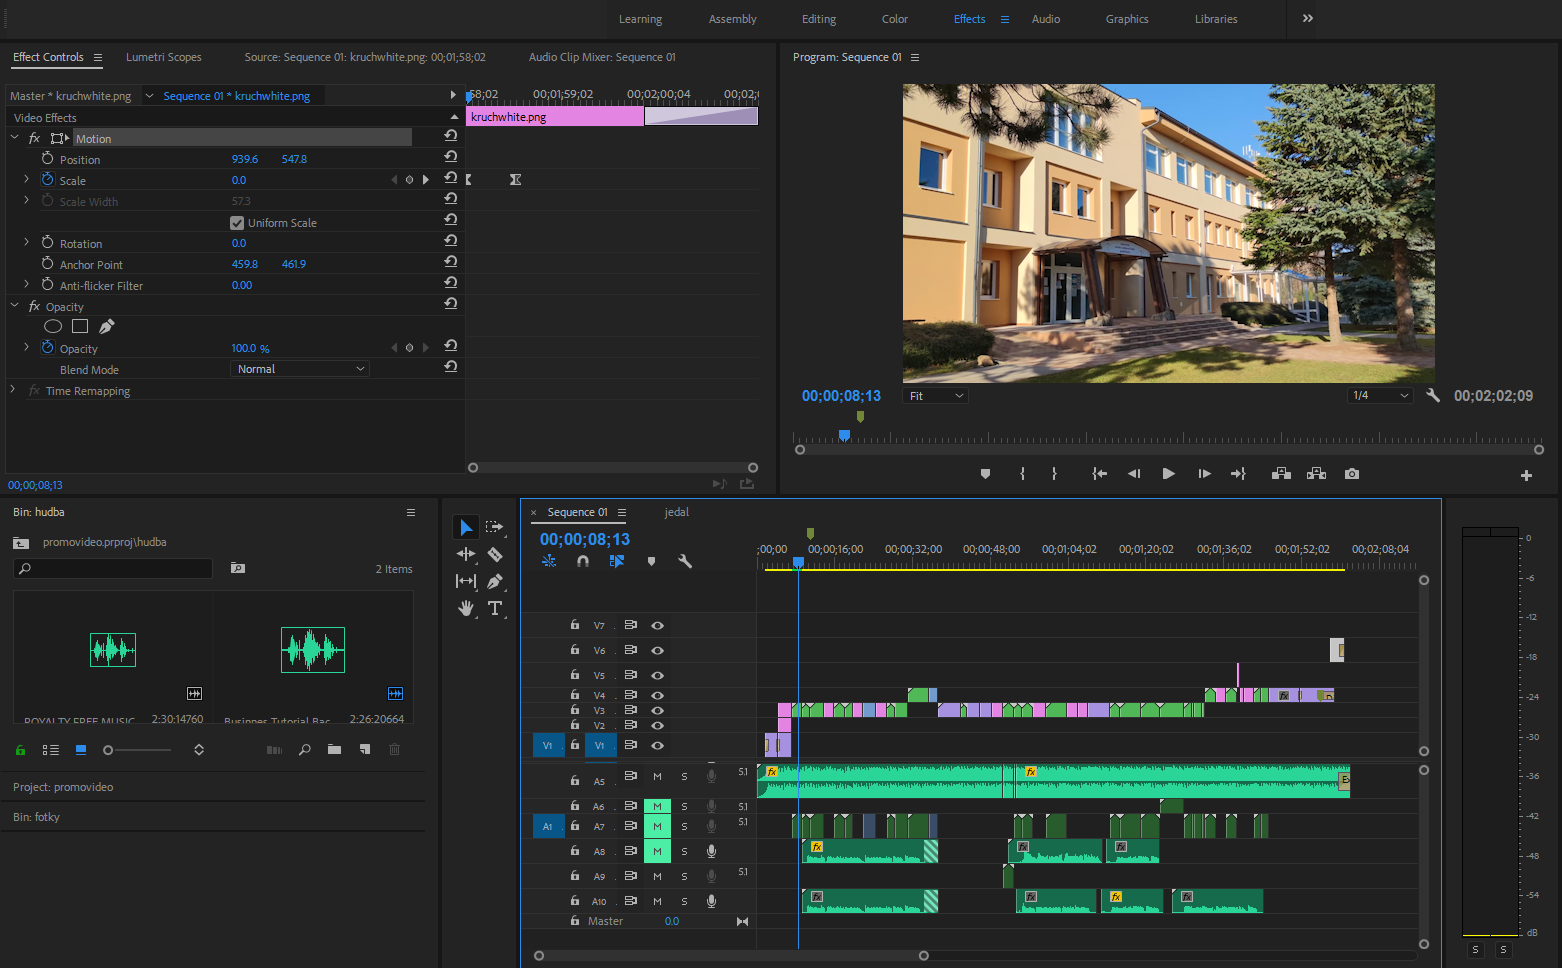 Learning Assembly Editing Color Effects Audio Graphics Libraries
Effect Controls Lumetri Scopes Source: Sequence 01: kruchwhite.png: 00;01;58;02 Audio Clip Mixer: Sequence 01
Program: Sequence 01
Master * kruchwhite.png Sequence 01 * kruchwhite.png
58;02 00;01;59;02 00;02;00;04 00;02;
Video Effects
kruchwhite.png
fx Motion
Position 939.6 547.8
Scale 0.0
Scale Width 57.3
Uniform Scale
Rotation 0.0
Anchor Point 459.8 461.9
Anti-flicker Filter 0.00
fx Opacity
Opacity 100.0 %
Blend Mode Normal
fx Time Remapping
00;00;08;13
00;00;08;13 Fit 1/4 00;02;02;09
Bin: hudba
promovideo.prproj\hudba
2 Items
ROYALTY FREE MUSIC 2:30:14760
Businnes Tutorial Bac 2:26:20664
Project: promovideo
Bin: fotky
× Sequence 01 jedal
00;00;08;13
;00;00 00;00;16;00 00;00;32;00 00;00;48;00 00;01;04;02 00;01;20;02 00;01;36;02 00;01;52;02 00;02;08;04
V7
V6
V5
V4
V3
V2
V1 V1
A5 M S 5.1
A6 M S 5.1
A1 A7 M S 5.1
A8 M S
A9 M S 5.1
A10 M S
Master 0.0
fx fx
fx fx fx
fx fx fx fx
T
0
-6
-12
-18
-24
-30
-36
-42
-48
-54
dB
S S